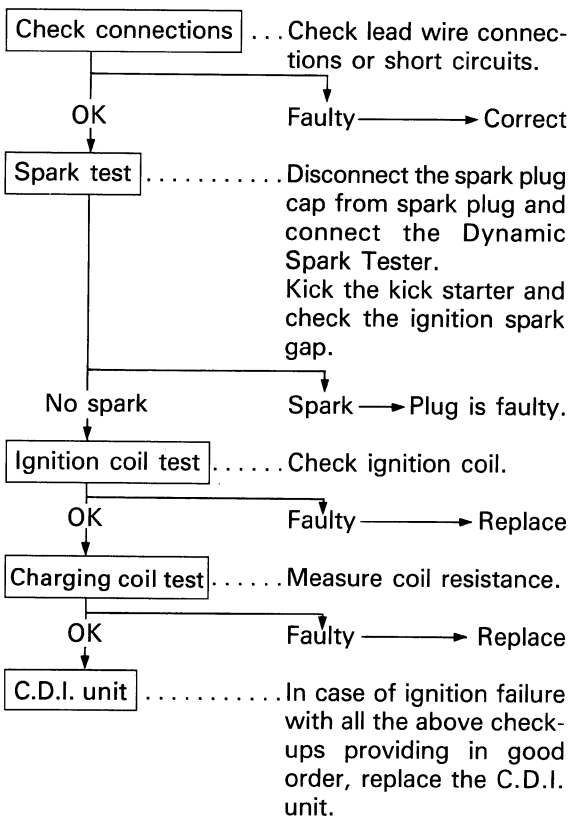 Check connections ... Check lead wire connec-
tions or short circuits.
OK Faulty Correct
Spark test ........... Disconnect the spark plug
cap from spark plug and
connect the Dynamic
Spark Tester.
Kick the kick starter and
check the ignition spark
gap.
No spark Spark Plug is faulty.
Ignition coil test ...... Check ignition coil.
OK Faulty Replace
Charging coil test ...... Measure coil resistance.
OK Faulty Replace
C.D.I. unit ........... In case of ignition failure
with all the above check-
ups providing in good
order, replace the C.D.I.
unit.